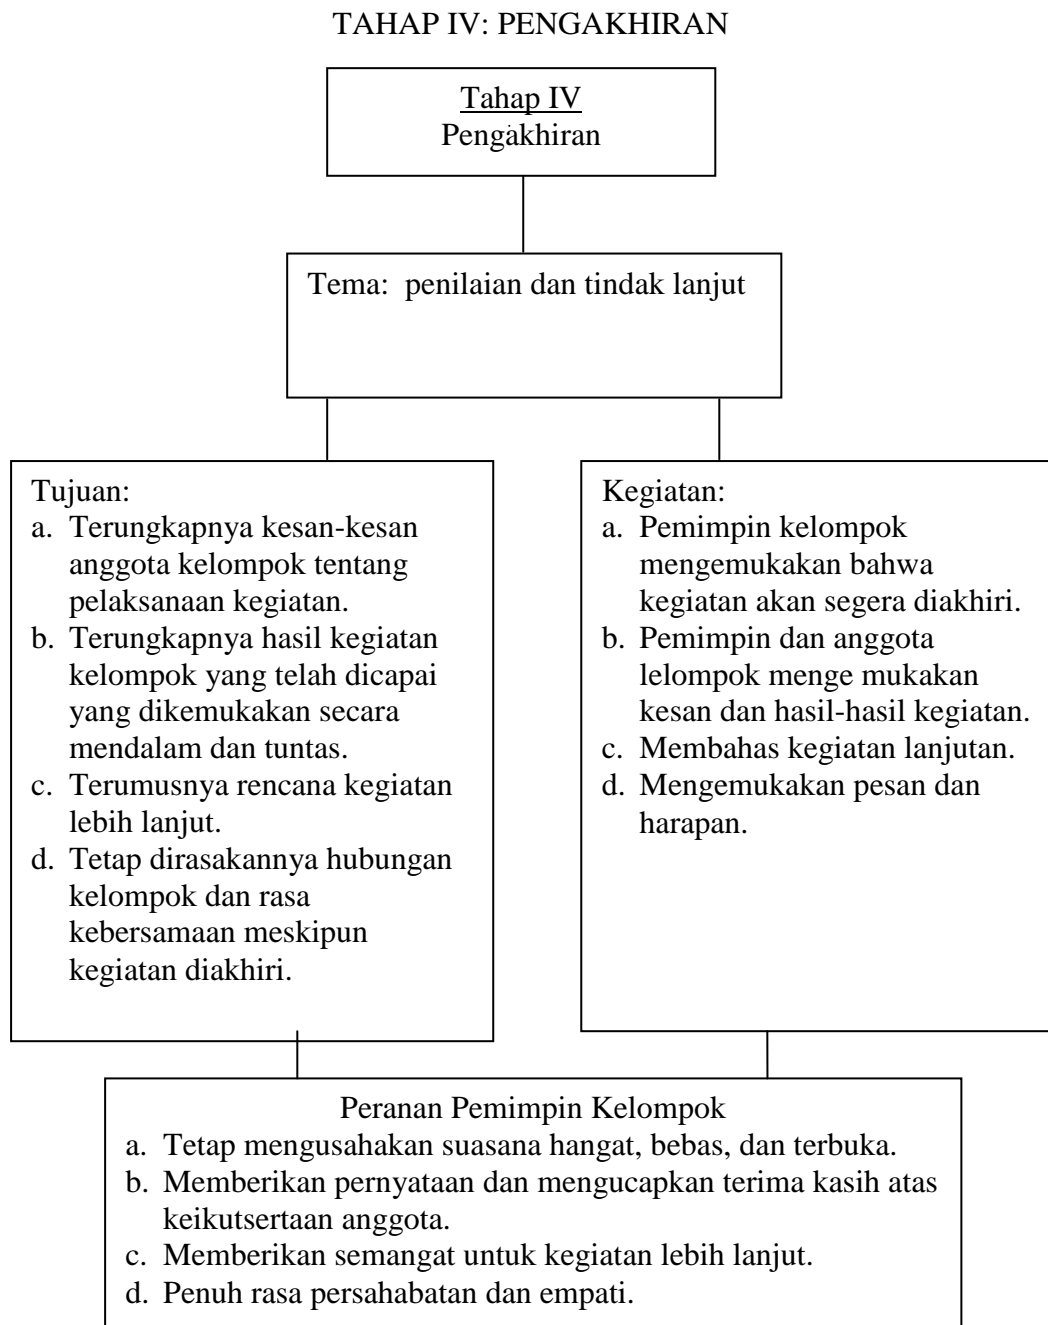 TAHAP IV: PENGAKHIRAN
Tahap IV
Pengakhiran
Tema: penilaian dan tindak lanjut
Tujuan:
a. Terungkapnya kesan-kesan
anggota kelompok tentang
pelaksanaan kegiatan.
b. Terungkapnya hasil kegiatan
kelompok yang telah dicapai
yang dikemukakan secara
mendalam dan tuntas.
c. Terumusnya rencana kegiatan
lebih lanjut.
d. Tetap dirasakannya hubungan
kelompok dan rasa
kebersamaan meskipun
kegiatan diakhiri.
Kegiatan:
a. Pemimpin kelompok
mengemukakan bahwa
kegiatan akan segera diakhiri.
b. Pemimpin dan anggota
lelompok menge mukakan
kesan dan hasil-hasil kegiatan.
c. Membahas kegiatan lanjutan.
d. Mengemukakan pesan dan
harapan.
Peranan Pemimpin Kelompok
a. Tetap mengusahakan suasana hangat, bebas, dan terbuka.
b. Memberikan pernyataan dan mengucapkan terima kasih atas
keikutsertaan anggota.
c. Memberikan semangat untuk kegiatan lebih lanjut.
d. Penuh rasa persahabatan dan empati.